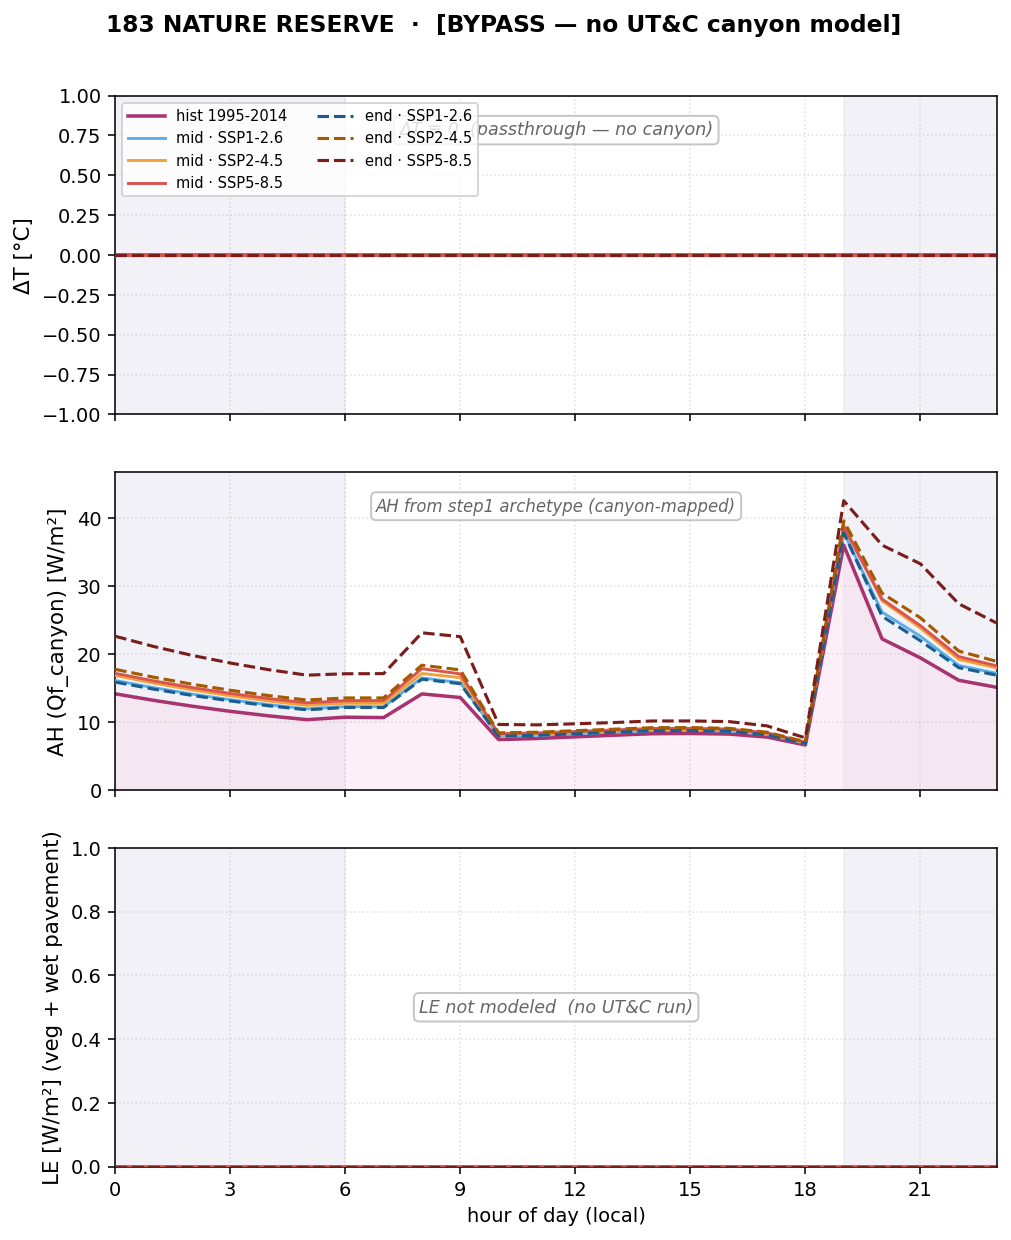 183 NATURE RESERVE · [BYPASS — no UT&C canyon model]
1.00
0.75
0.50
0.25
0.00
−0.25
−0.50
−0.75
−1.00
ΔT [°C]
hist 1995-2014
mid · SSP1-2.6
mid · SSP2-4.5
mid · SSP5-8.5
end · SSP1-2.6
end · SSP2-4.5
end · SSP5-8.5
(passthrough — no canyon)
40
30
20
10
0
AH (Qf_canyon) [W/m²]
AH from step1 archetype (canyon-mapped)
1.0
0.8
0.6
0.4
0.2
0.0
LE [W/m²] (veg + wet pavement)
LE not modeled (no UT&C run)
0 3 6 9 12 15 18 21
hour of day (local)